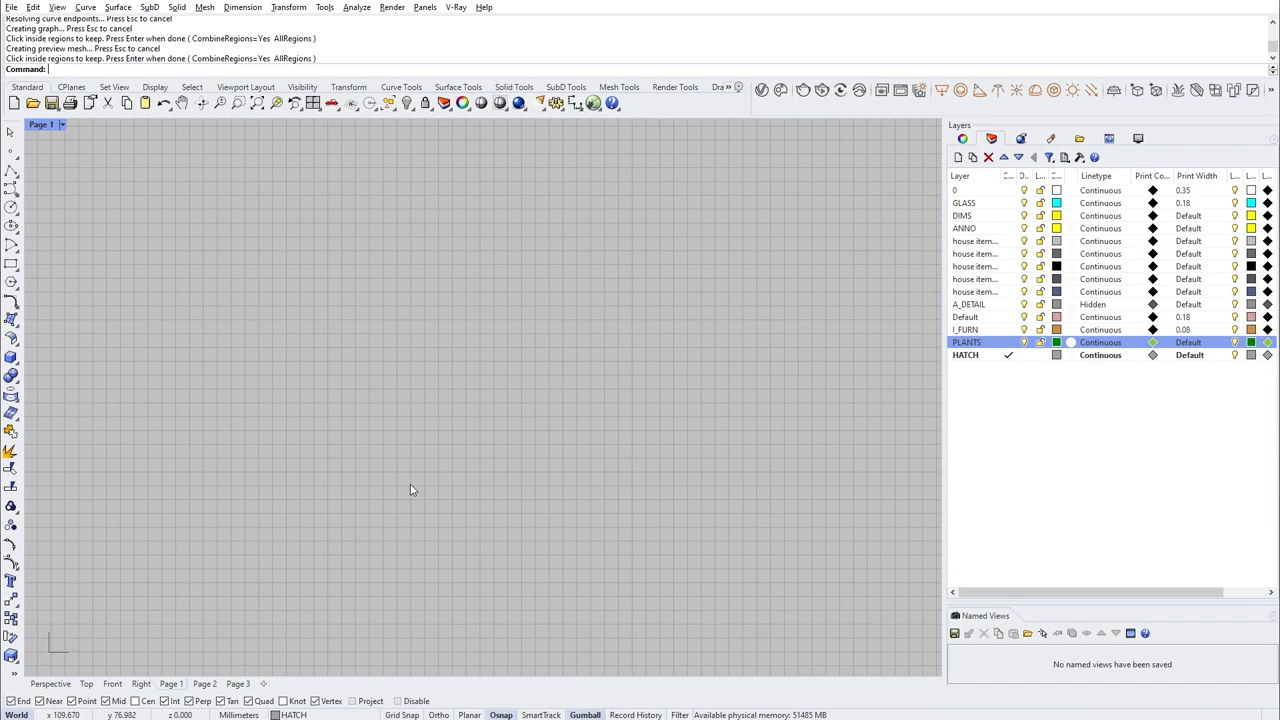 File Edit View Curve Surface SubD Solid Mesh Dimension Transform Tools Analyze Render Panels V-Ray Help
Resolving curve endpoints... Press Esc to cancel
Creating graph... Press Esc to cancel
Click inside regions to keep. Press Enter when done ( CombineRegions=Yes AllRegions )
Creating preview mesh... Press Esc to cancel
Click inside regions to keep. Press Enter when done ( CombineRegions=Yes AllRegions )
Command:
Standard CPlanes Set View Display Select Viewport Layout Visibility Transform Curve Tools Surface Tools Solid Tools SubD Tools Mesh Tools Render Tools Dra »
Page 1
Layers
Layer C... O.. L... C... Linetype Print Co... Print Width L... L... L...
0 Continuous 0.35
GLASS Continuous 0.18
DIMS Continuous Default
ANNO Continuous Default
house item... Continuous Default
house item... Continuous Default
house item... Continuous Default
house item... Continuous Default
house item... Continuous Default
A_DETAIL Hidden Default
Default Continuous 0.18
I_FURN Continuous 0.08
PLANTS Continuous Default
HATCH Continuous Default
Named Views
No named views have been saved
Perspective Top Front Right Page 1 Page 2 Page 3
End Near Point Mid Cen Int Perp Tan Quad Knot Vertex Project Disable
World x 109.670 y 76.982 z 0.000 Millimeters HATCH Grid Snap Ortho Planar Osnap SmartTrack Gumball Record History Filter Available physical memory: 51485 MB